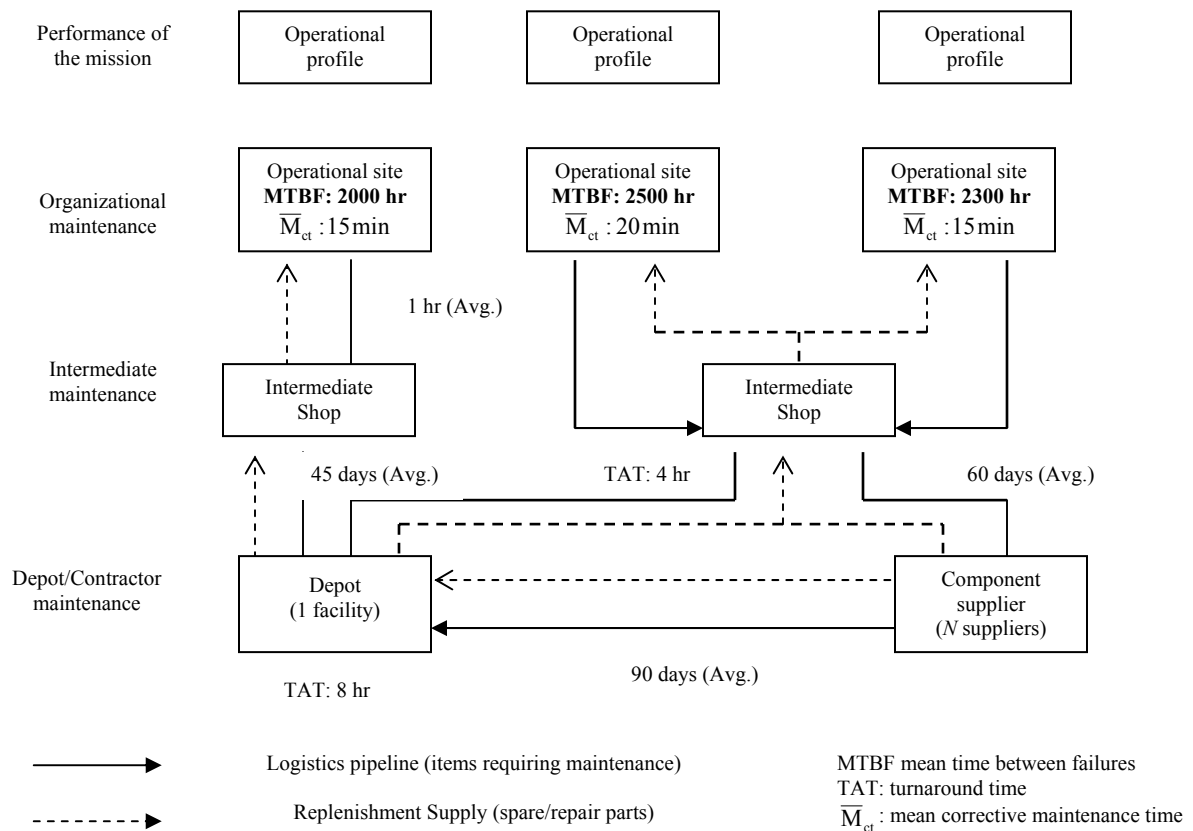 Performance of
the mission
Operational
profile
Operational
profile
Operational
profile
Organizational
maintenance
Operational site
MTBF: 2000 hr
M̅ct : 15 min
Operational site
MTBF: 2500 hr
M̅ct : 20 min
Operational site
MTBF: 2300 hr
M̅ct : 15 min
1 hr (Avg.)
Intermediate
maintenance
Intermediate
Shop
Intermediate
Shop
45 days (Avg.)
TAT: 4 hr
60 days (Avg.)
Depot/Contractor
maintenance
Depot
(1 facility)
Component
supplier
(N suppliers)
90 days (Avg.)
TAT: 8 hr
Logistics pipeline (items requiring maintenance)
Replenishment Supply (spare/repair parts)
MTBF mean time between failures
TAT: turnaround time
M̅ct : mean corrective maintenance time